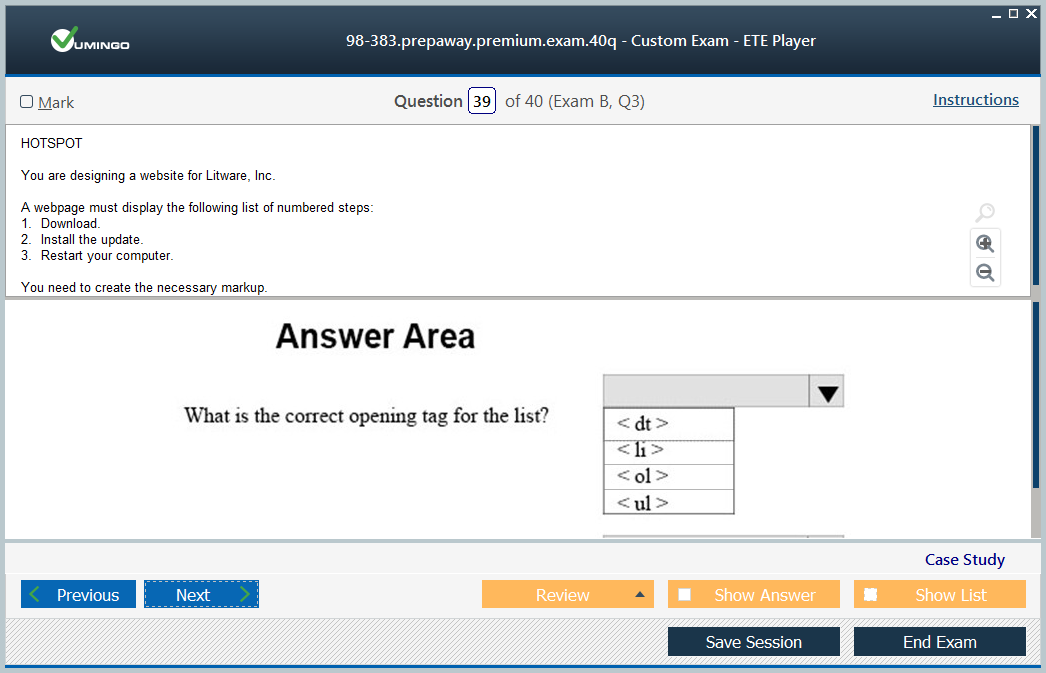 VUMINGO
98-383.prepaway.premium.exam.40q - Custom Exam - ETE Player
Mark
Question 39 of 40 (Exam B, Q3)
Instructions
HOTSPOT
You are designing a website for Litware, Inc.
A webpage must display the following list of numbered steps:
1. Download.
2. Install the update.
3. Restart your computer.
You need to create the necessary markup.
Answer Area
What is the correct opening tag for the list?
< dt >
< li >
< ol >
< ul >
Case Study
Previous
Next
Review
Show Answer
Show List
Save Session
End Exam